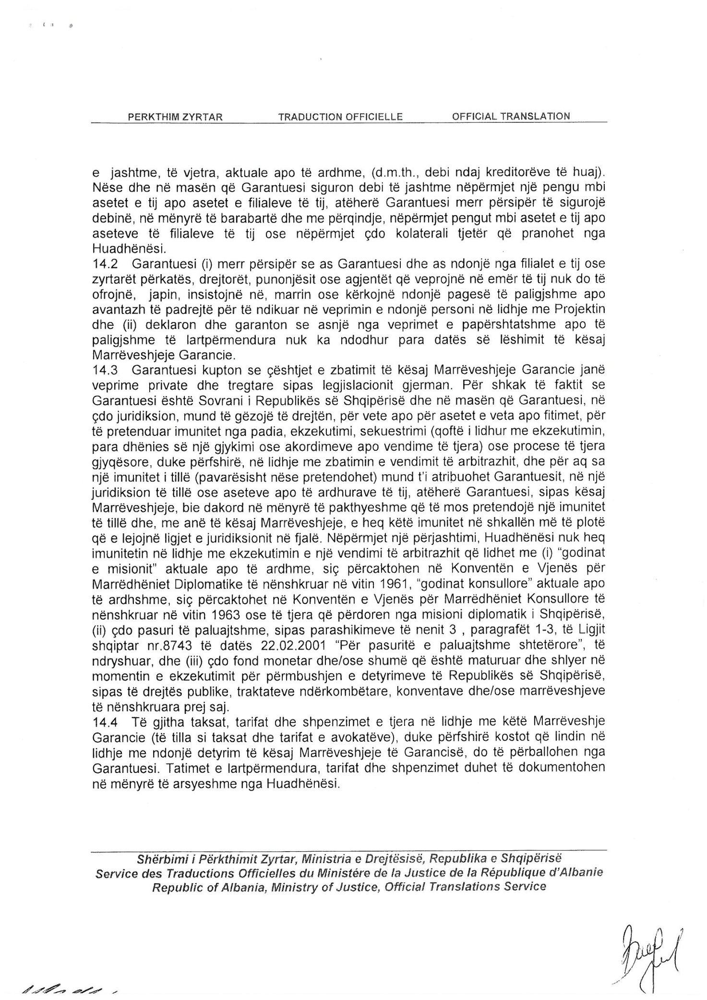 PERKTHIM ZYRTAR TRADUCTION OFFICIELLE OFFICIAL TRANSLATION
e jashtme, të vjetra, aktuale apo të ardhme, (d.m.th., debi ndaj kreditorëve të huaj).
Nëse dhe në masën që Garantuesi siguron debi të jashtme nëpërmjet një pengu mbi
asetet e tij apo asetet e filialeve të tij, atëherë Garantuesi merr përsipër të sigurojë
debinë, në mënyrë të barabartë dhe me përqindje, nëpërmjet pengut mbi asetet e tij apo
aseteve të filialeve të tij ose nëpërmjet çdo kolaterali tjetër që pranohet nga
Huadhënësi.
14.2 Garantuesi (i) merr përsipër se as Garantuesi dhe as ndonjë nga filialet e tij ose
zyrtarët përkatës, drejtorët, punonjësit ose agjentët që veprojnë në emër të tij nuk do të
ofrojnë, japin, insistojnë në, marrin ose kërkojnë ndonjë pagesë të paligjshme apo
avantazh të padrejtë për të ndikuar në veprimin e ndonjë personi në lidhje me Projektin
dhe (ii) deklaron dhe garanton se asnjë nga veprimet e papërshtatshme apo të
paligjshme të lartpërmendura nuk ka ndodhur para datës së lëshimit të kësaj
Marrëveshjeje Garancie.
14.3 Garantuesi kupton se çështjet e zbatimit të kësaj Marrëveshjeje Garancie janë
veprime private dhe tregtare sipas legjislacionit gjerman. Për shkak të faktit se
Garantuesi është Sovrani i Republikës së Shqipërisë dhe në masën që Garantuesi, në
çdo juridiksion, mund të gëzojë të drejtën, për vete apo për asetet e veta apo fitimet, për
të pretenduar imunitet nga padia, ekzekutimi, sekuestrimi (qoftë i lidhur me ekzekutimin,
para dhënies së një gjykimi ose akordimeve apo vendime të tjera) ose procese të tjera
gjyqësore, duke përfshirë, në lidhje me zbatimin e vendimit të arbitrazhit, dhe për aq sa
një imunitet i tillë (pavarësisht nëse pretendohet) mund t'i atribuohet Garantuesit, në një
juridiksion të tillë ose aseteve apo të ardhurave të tij, atëherë Garantuesi, sipas kësaj
Marrëveshjeje, bie dakord në mënyrë të pakthyeshme që të mos pretendojë një imunitet
të tillë dhe, me anë të kësaj Marrëveshjeje, e heq këtë imunitet në shkallën më të plotë
që e lejojnë ligjet e juridiksionit në fjalë. Nëpërmjet një përjashtimi, Huadhënësi nuk heq
imunitetin në lidhje me ekzekutimin e një vendimi të arbitrazhit që lidhet me (i) “godinat
e misionit” aktuale apo të ardhme, siç përcaktohen në Konventën e Vjenës për
Marrëdhëniet Diplomatike të nënshkruar në vitin 1961, “godinat konsullore” aktuale apo
të ardhshme, siç përcaktohet në Konventën e Vjenës për Marrëdhëniet Konsullore të
nënshkruar në vitin 1963 ose të tjera që përdoren nga misioni diplomatik i Shqipërisë,
(ii) çdo pasuri të paluajtshme, sipas parashikimeve të nenit 3 , paragrafët 1-3, të Ligjit
shqiptar nr.8743 të datës 22.02.2001 “Për pasuritë e paluajtshme shtetërore”, të
ndryshuar, dhe (iii) çdo fond monetar dhe/ose shumë që është maturuar dhe shlyer në
momentin e ekzekutimit për përmbushjen e detyrimeve të Republikës së Shqipërisë,
sipas të drejtës publike, traktateve ndërkombëtare, konventave dhe/ose marrëveshjeve
të nënshkruara prej saj.
14.4 Të gjitha taksat, tarifat dhe shpenzimet e tjera në lidhje me këtë Marrëveshje
Garancie (të tilla si taksat dhe tarifat e avokatëve), duke përfshirë kostot që lindin në
lidhje me ndonjë detyrim të kësaj Marrëveshjeje të Garancisë, do të përballohen nga
Garantuesi. Tatimet e lartpërmendura, tarifat dhe shpenzimet duhet të dokumentohen
në mënyrë të arsyeshme nga Huadhënësi.
Shërbimi i Përkthimit Zyrtar, Ministria e Drejtësisë, Republika e Shqipërisë
Service des Traductions Officielles du Ministére de la Justice de la République d'Albanie
Republic of Albania, Ministry of Justice, Official Translations Service